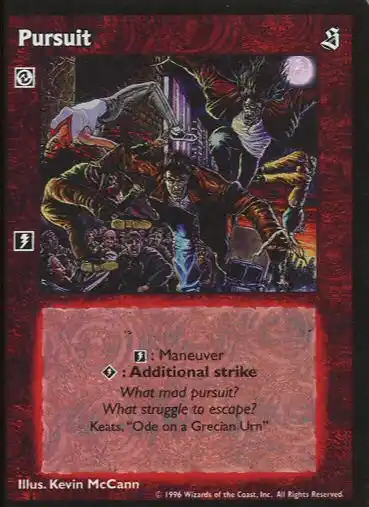 Pursuit
: Maneuver
: Additional strike
What mad pursuit?
What struggle to escape?
Keats, "Ode on a Grecian Urn"
Illus. Kevin McCann
© 1996 Wizards of the Coast, Inc. All Rights Reserved.